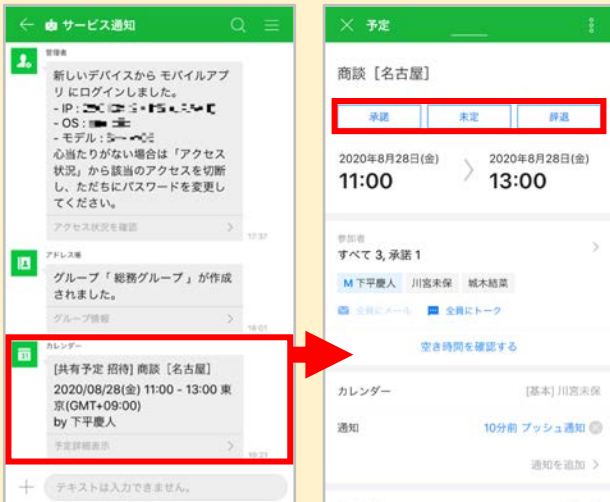 サービス通知
管理者
新しいデバイスから モバイルアプ
リ にログインしました。
- IP :
- OS :
- モデル :
心当たりがない場合は「アクセス
状況」から該当のアクセスを切断
し、ただちにパスワードを変更し
てください。
アクセス状況を確認
17:37
アドレス帳
グループ「 総務グループ 」が作成
されました。
グループ情報
18:01
カレンダー
[共有予定 招待] 商談［名古屋］
2020/08/28(金) 11:00 - 13:00 東
京(GMT+09:00)
by 下平慶人
予定詳細表示
18:21
テキストは入力できません。
予定
商談［名古屋］
承諾 未定 辞退
2020年8月28日(金) 2020年8月28日(金)
11:00 13:00
参加者
すべて 3, 承諾 1
M 下平慶人 川宮未保 城木結菜
全員にメール 全員にトーク
空き時間を確認する
カレンダー [基本] 川宮未保
通知 10分前 プッシュ通知
通知を追加